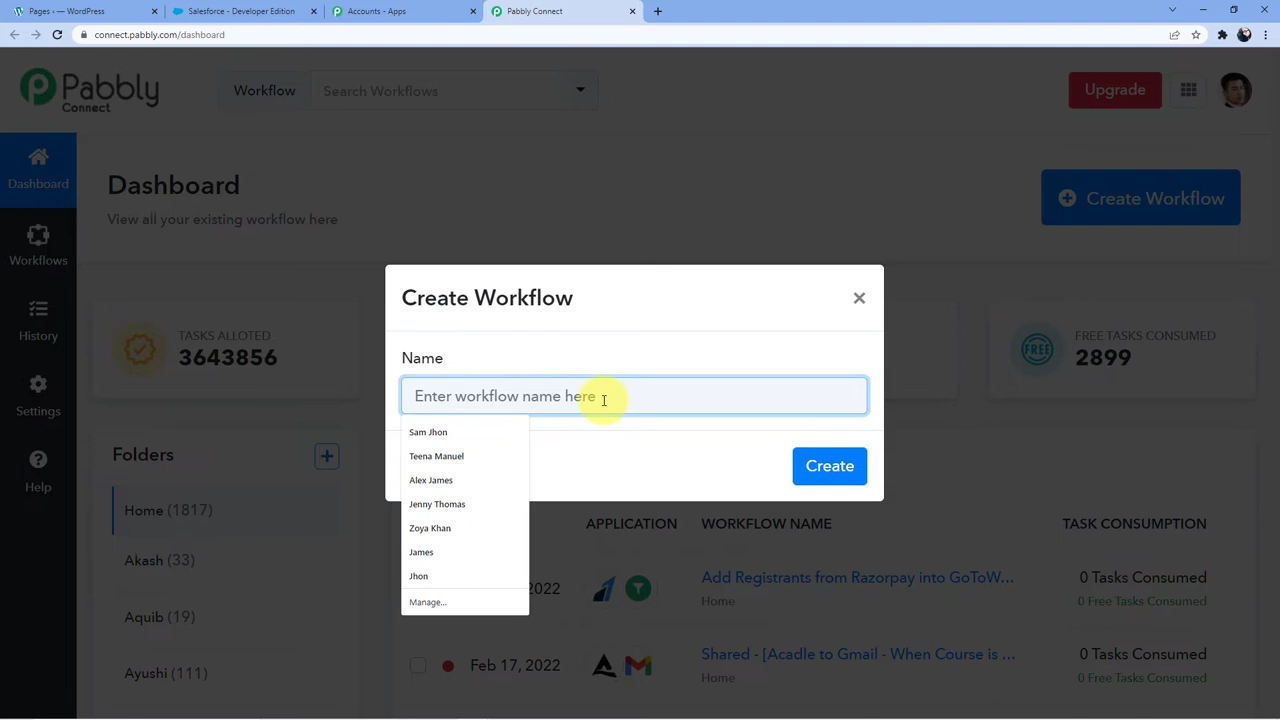 Pages ‹ — WordPress
Salesforce - Developer Edition
Accounts - Apps
Pabbly Connect
connect.pabbly.com/dashboard
Pabbly
Connect
Workflow
Search Workflows
Upgrade
Dashboard
Dashboard
View all your existing workflow here
Create Workflow
Workflows
History
Settings
Help
TASKS ALLOTED
3643856
FREE TASKS CONSUMED
FREE
2899
Create Workflow
Name
Enter workflow name here
Sam Jhon
Teena Manuel
Alex James
Jenny Thomas
Zoya Khan
James
Jhon
Manage...
Create
Folders
Home (1817)
Akash (33)
Aquib (19)
Ayushi (111)
APPLICATION
WORKFLOW NAME
TASK CONSUMPTION
2022
Add Registrants from Razorpay into GoToW...
Home
0 Tasks Consumed
0 Free Tasks Consumed
Feb 17, 2022
Shared - [Acadle to Gmail - When Course is ...
Home
0 Tasks Consumed
0 Free Tasks Consumed